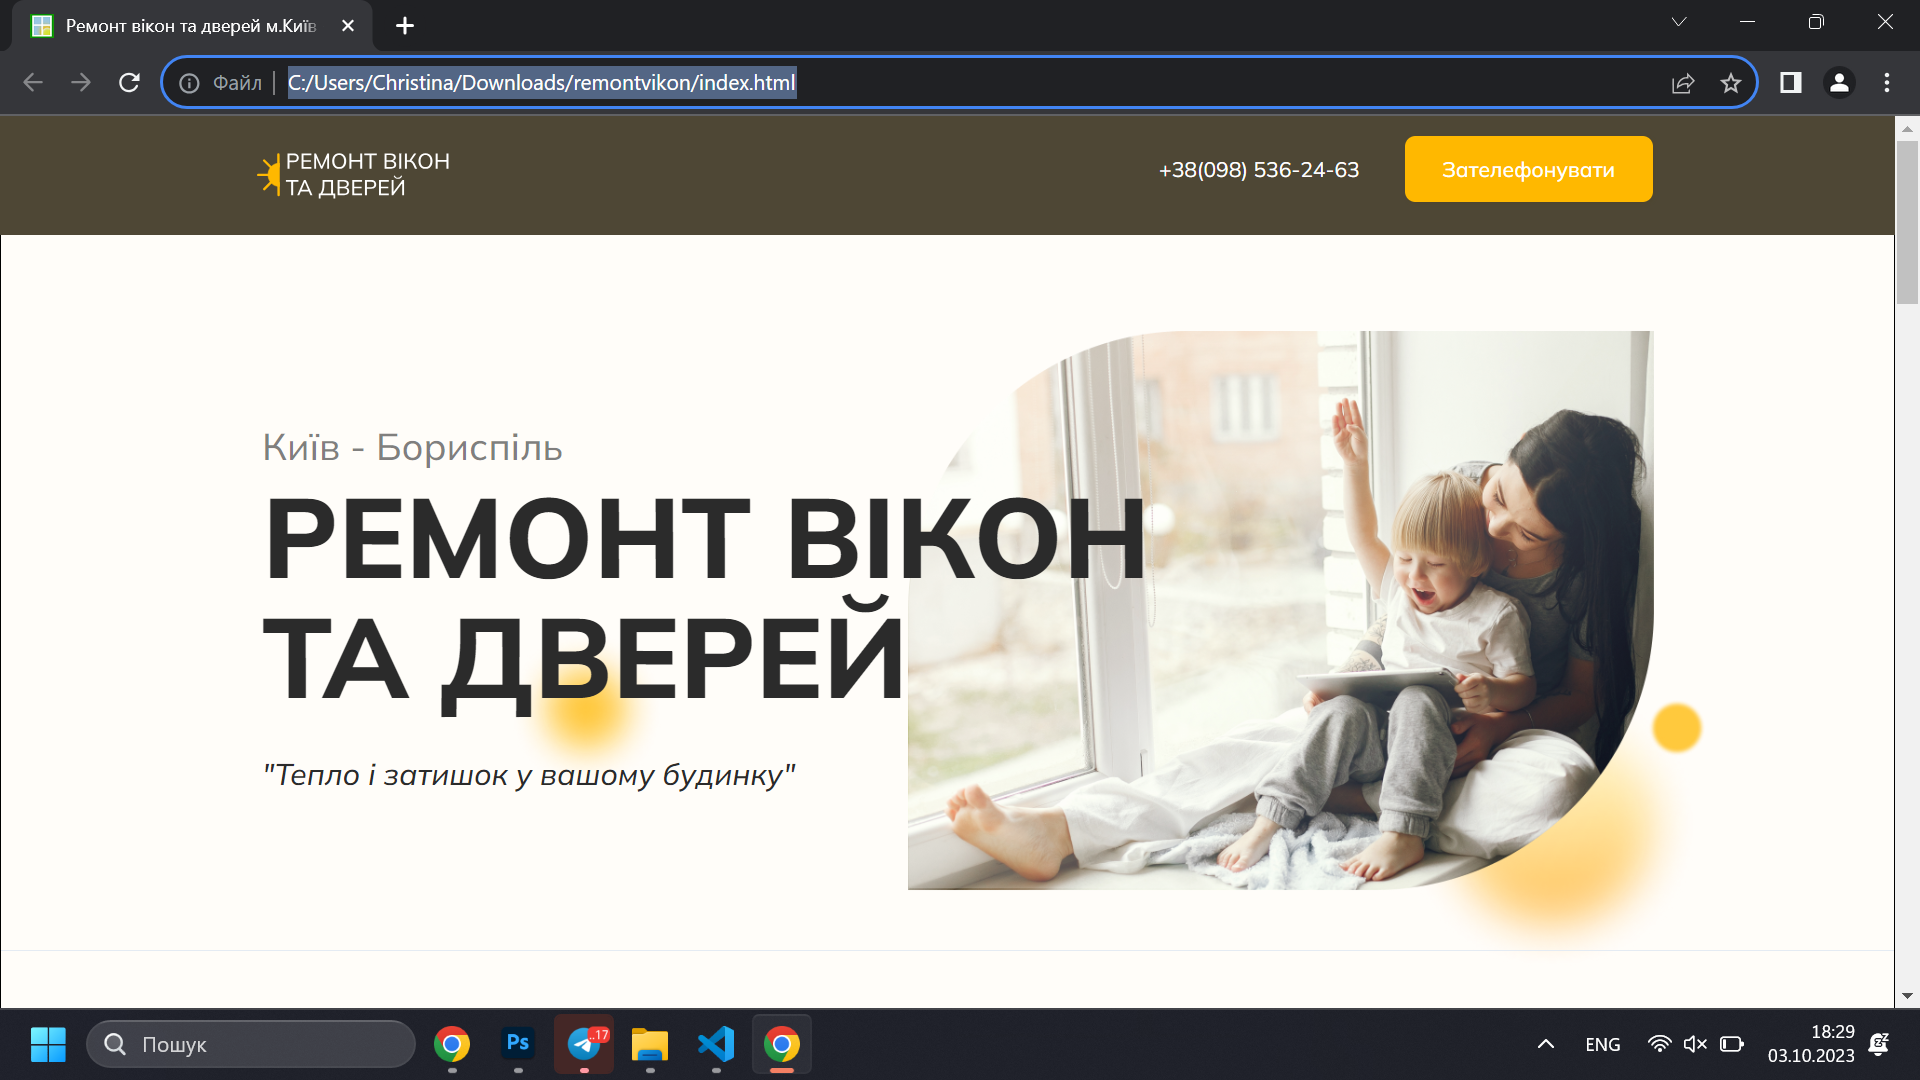 Ремонт вікон та дверей м.Київ
Файл
C:/Users/Christina/Downloads/remontvikon/index.html
РЕМОНТ ВІКОН
ТА ДВЕРЕЙ
+38(098) 536-24-63
Зателефонувати
Київ - Бориспіль
РЕМОНТ ВІКОН
ТА ДВЕРЕЙ
"Тепло і затишок у вашому будинку"
Пошук
Ps
..17
ENG
18:29
03.10.2023